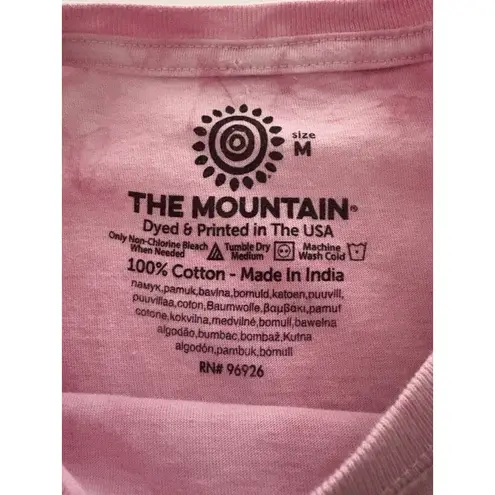 size
M
THE MOUNTAIN®
Dyed & Printed in The USA
Only Non-Chlorine Bleach When Needed
Tumble Dry Medium
Machine Wash Cold
100% Cotton - Made In India
памук,pamuk,bavlna,bomuld,katoen,puuvill,
puuvillaa,coton,Baumwolle,βαμβάκι,pamut
cotone,kokvilna,medvilnė,bomull,bawełna
algodão,bumbac,bombaž,Kutna
algodón,pambuk,bómull
RN# 96926